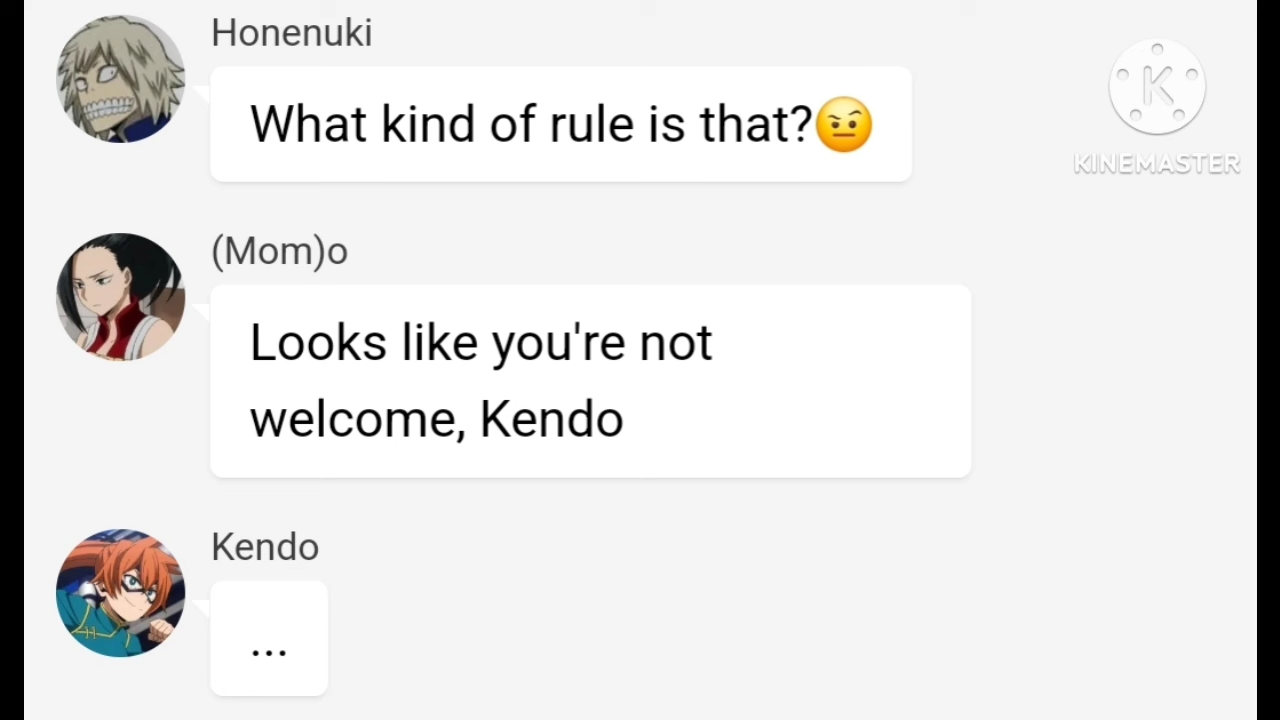 Honenuki
What kind of rule is that?🤨
KINEMASTER
(Mom)o
Looks like you're not
welcome, Kendo
Kendo
...